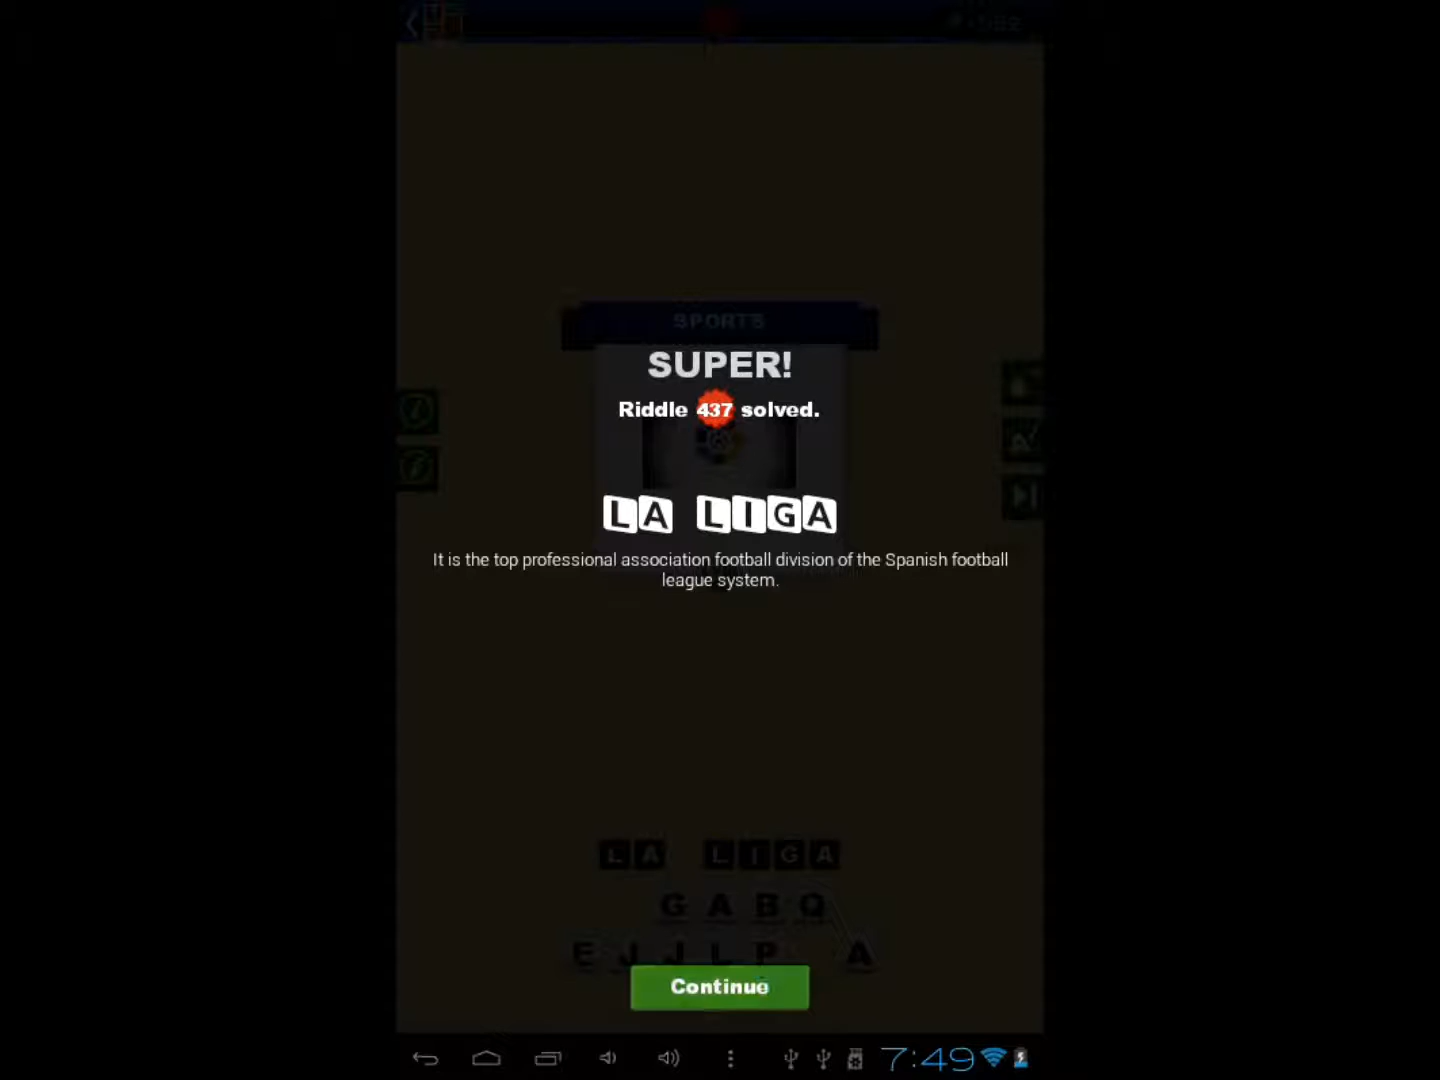 SPORTS
SUPER!
Riddle 437 solved.
LA LIGA
It is the top professional association football division of the Spanish football
league system.
LA LIGA
G A B O
E J J L P A
Continue
7:49